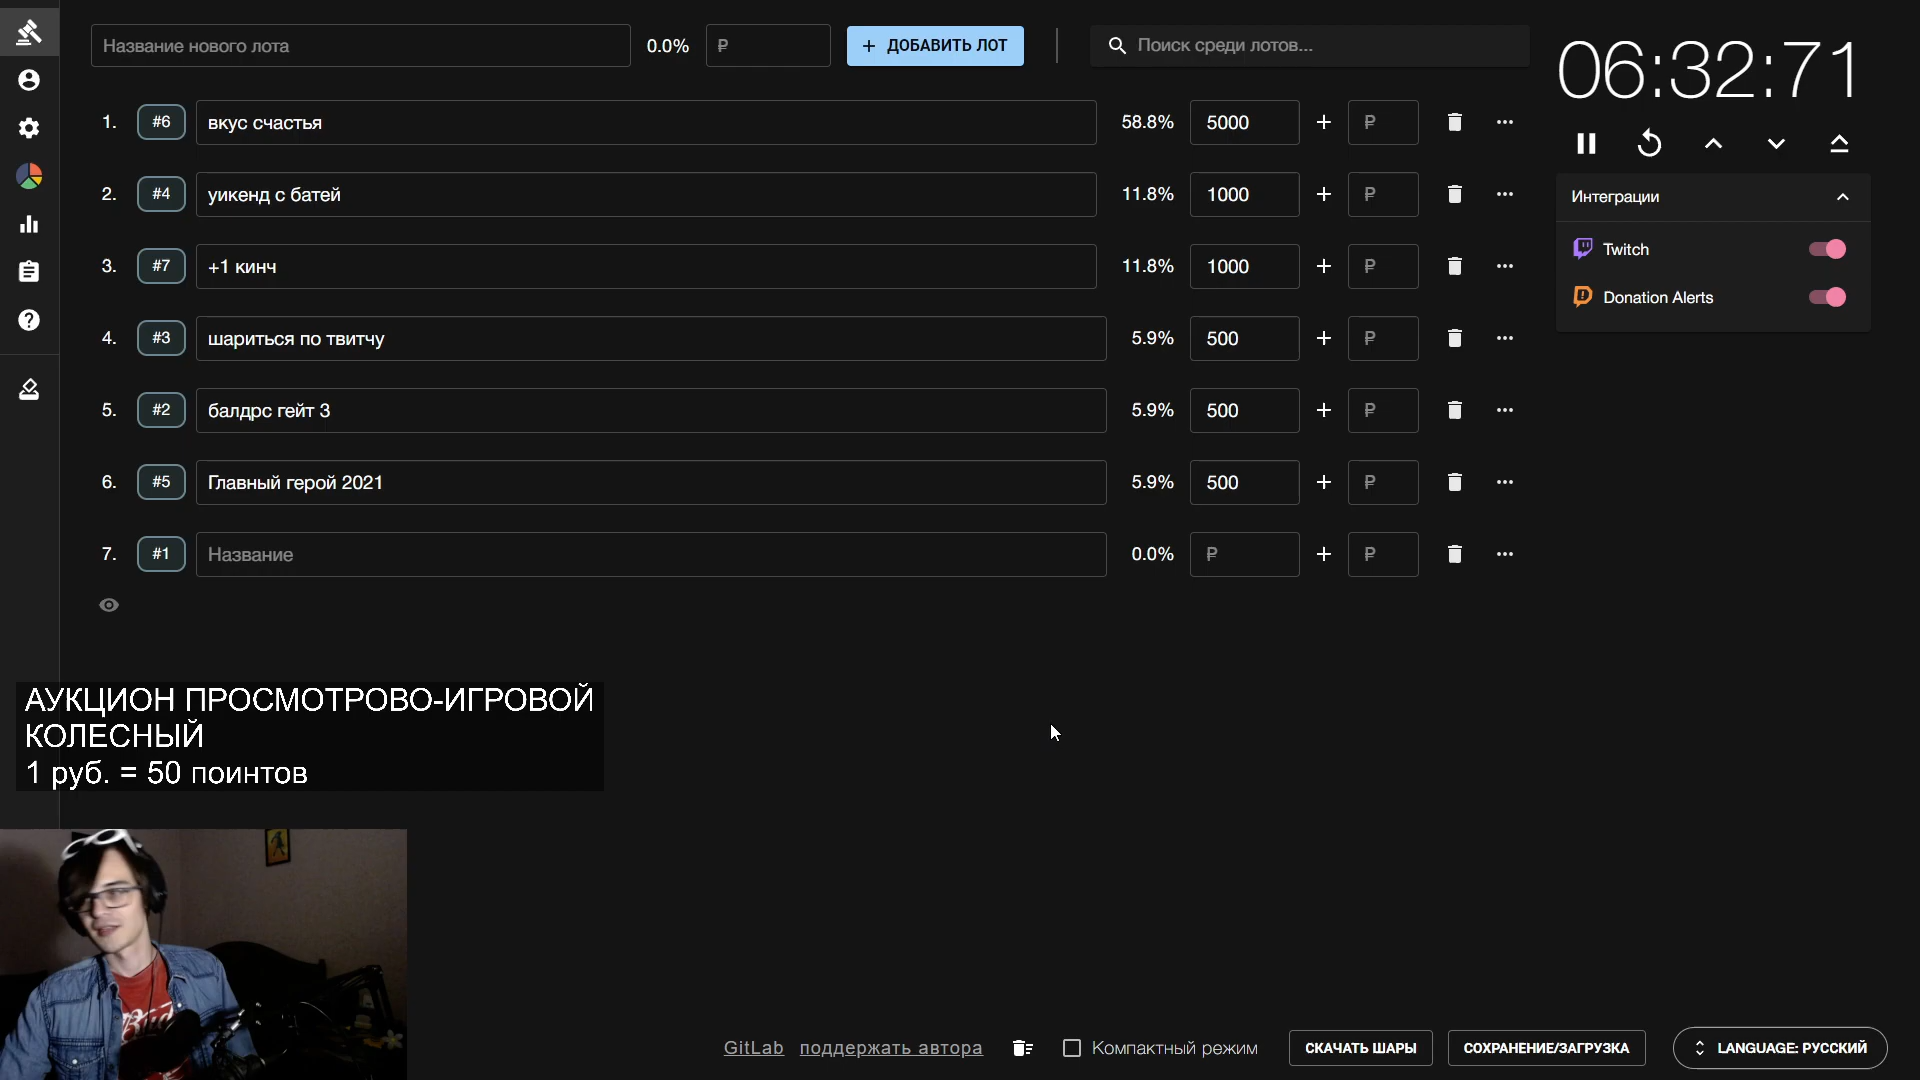 Название нового лота 0.0% ₽ + ДОБАВИТЬ ЛОТ Поиск среди лотов... 06:32:71
1. #6 вкус счастья 58.8% 5000 + ₽
2. #4 уикенд с батей 11.8% 1000 + ₽
3. #7 +1 кинч 11.8% 1000 + ₽
4. #3 шариться по твитчу 5.9% 500 + ₽
5. #2 балдрс гейт 3 5.9% 500 + ₽
6. #5 Главный герой 2021 5.9% 500 + ₽
7. #1 Название 0.0% ₽ + ₽
Интеграции
Twitch
Donation Alerts
АУКЦИОН ПРОСМОТРОВО-ИГРОВОЙ
КОЛЕСНЫЙ
1 руб. = 50 поинтов
GitLab поддержать автора Компактный режим СКАЧАТЬ ШАРЫ СОХРАНЕНИЕ/ЗАГРУЗКА LANGUAGE: РУССКИЙ